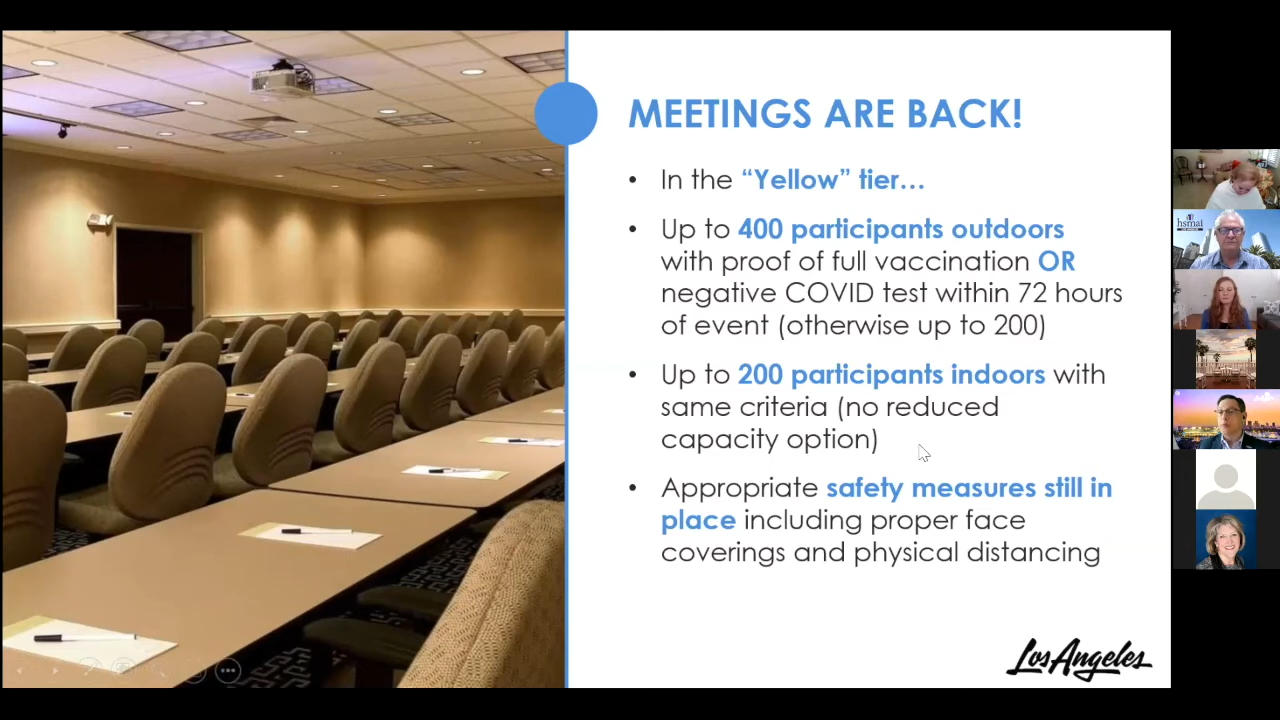 MEETINGS ARE BACK!
• In the “Yellow” tier…
• Up to 400 participants outdoors
with proof of full vaccination OR
negative COVID test within 72 hours
of event (otherwise up to 200)
• Up to 200 participants indoors with
same criteria (no reduced
capacity option)
• Appropriate safety measures still in
place including proper face
coverings and physical distancing
Los Angeles
hsmai